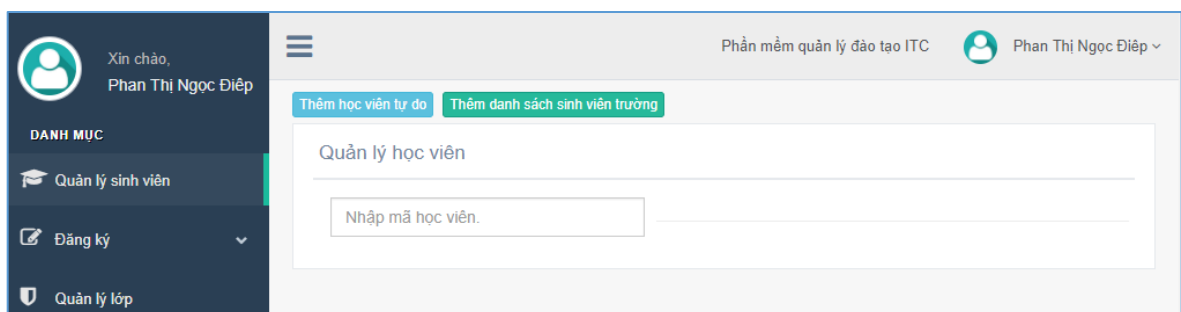 Xin chào,
Phan Thị Ngọc Điêp
DANH MỤC
Quản lý sinh viên
Đăng ký
Quản lý lớp
Phần mềm quản lý đào tạo ITC
Phan Thị Ngọc Điêp
Thêm học viên tự do
Thêm danh sách sinh viên trường
Quản lý học viên
Nhập mã học viên.